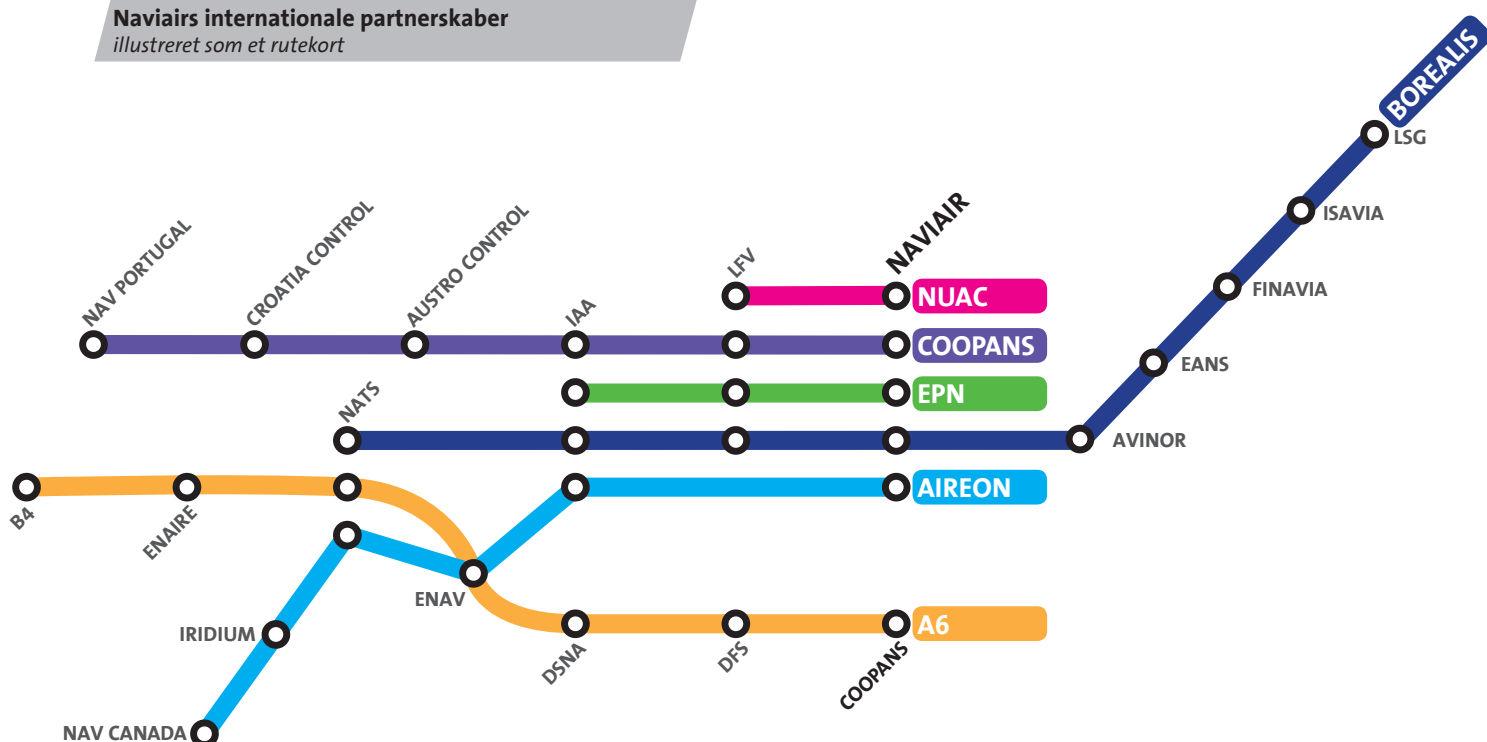 Naviairs internationale partnerskaber
illustreret som et rutekort
BOREALIS
LSG
ISAVIA
FINAVIA
EANS
AVINOR
NAV PORTUGAL
CROATIA CONTROL
AUSTRO CONTROL
IAA
LFV
NAVIAIR
NUAC
COOPANS
EPN
NATS
AIREON
B4
ENAIRE
ENAV
IRIDIUM
NAV CANADA
DSNA
DFS
COOPANS
A6